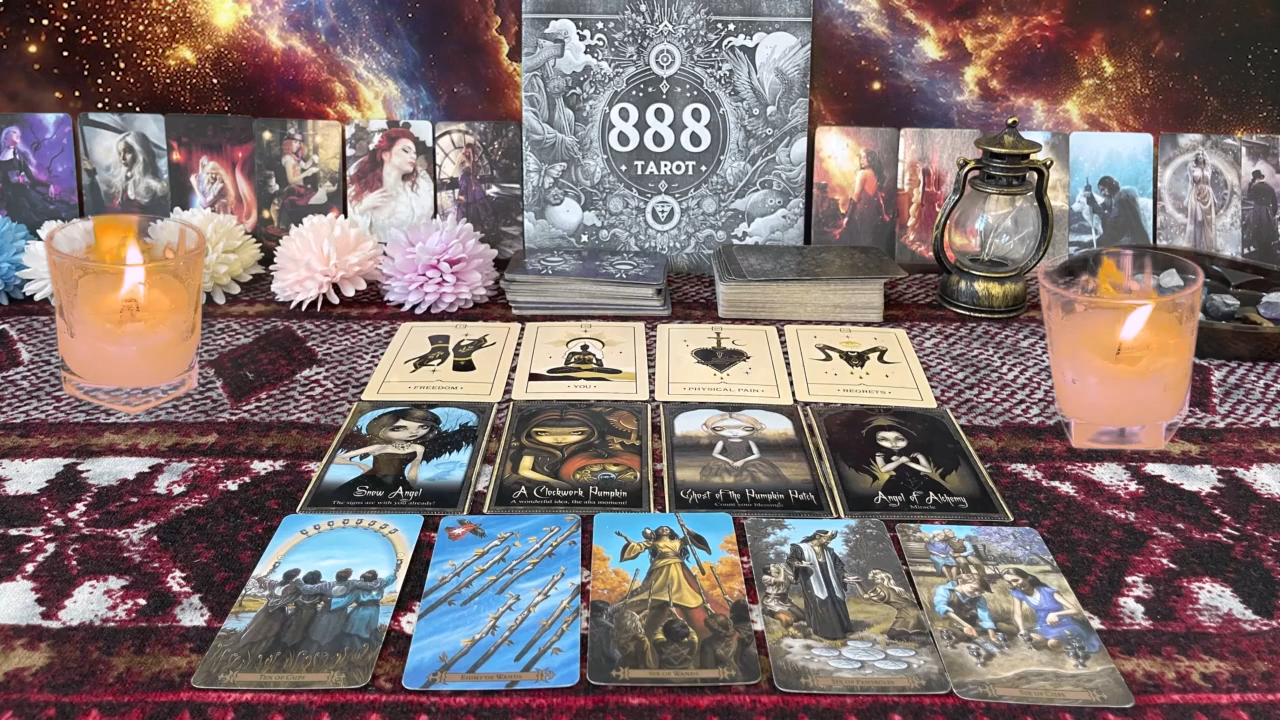 888
TAROT
• FREEDOM •
• YOU •
• PHYSICAL PAIN •
• REGRETS •
Snow Angel
The signs are with you already!
A Clockwork Pumpkin
A wonderful idea, the aha moment!
Ghost of the Pumpkin Patch
Count your blessings
Angel of Alchemy
Miracle
TEN OF CUPS
EIGHT OF WANDS
SIX OF WANDS
SIX OF PENTACLES
SIX OF CUPS